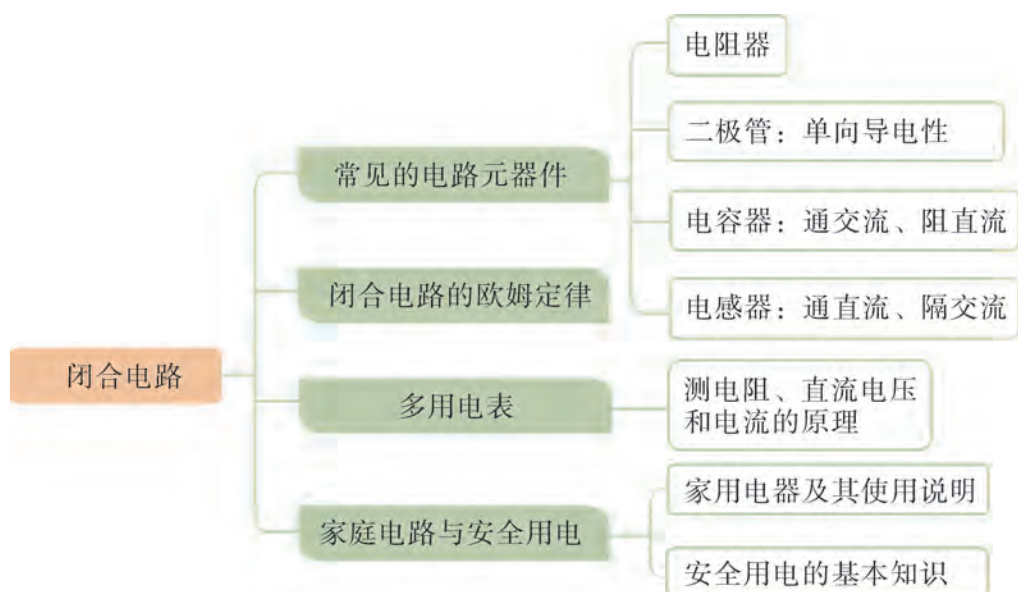 电阻器
二极管：单向导电性
常见的电路元器件
电容器：通交流、阻直流
闭合电路的欧姆定律
电感器：通直流、隔交流
闭合电路
多用电表
测电阻、直流电压
和电流的原理
家用电器及其使用说明
家庭电路与安全用电
安全用电的基本知识